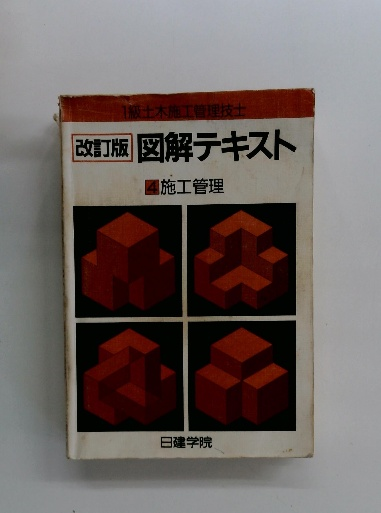 1級土木施工管理技士
改訂版 図解テキスト
4 施工管理
日建学院